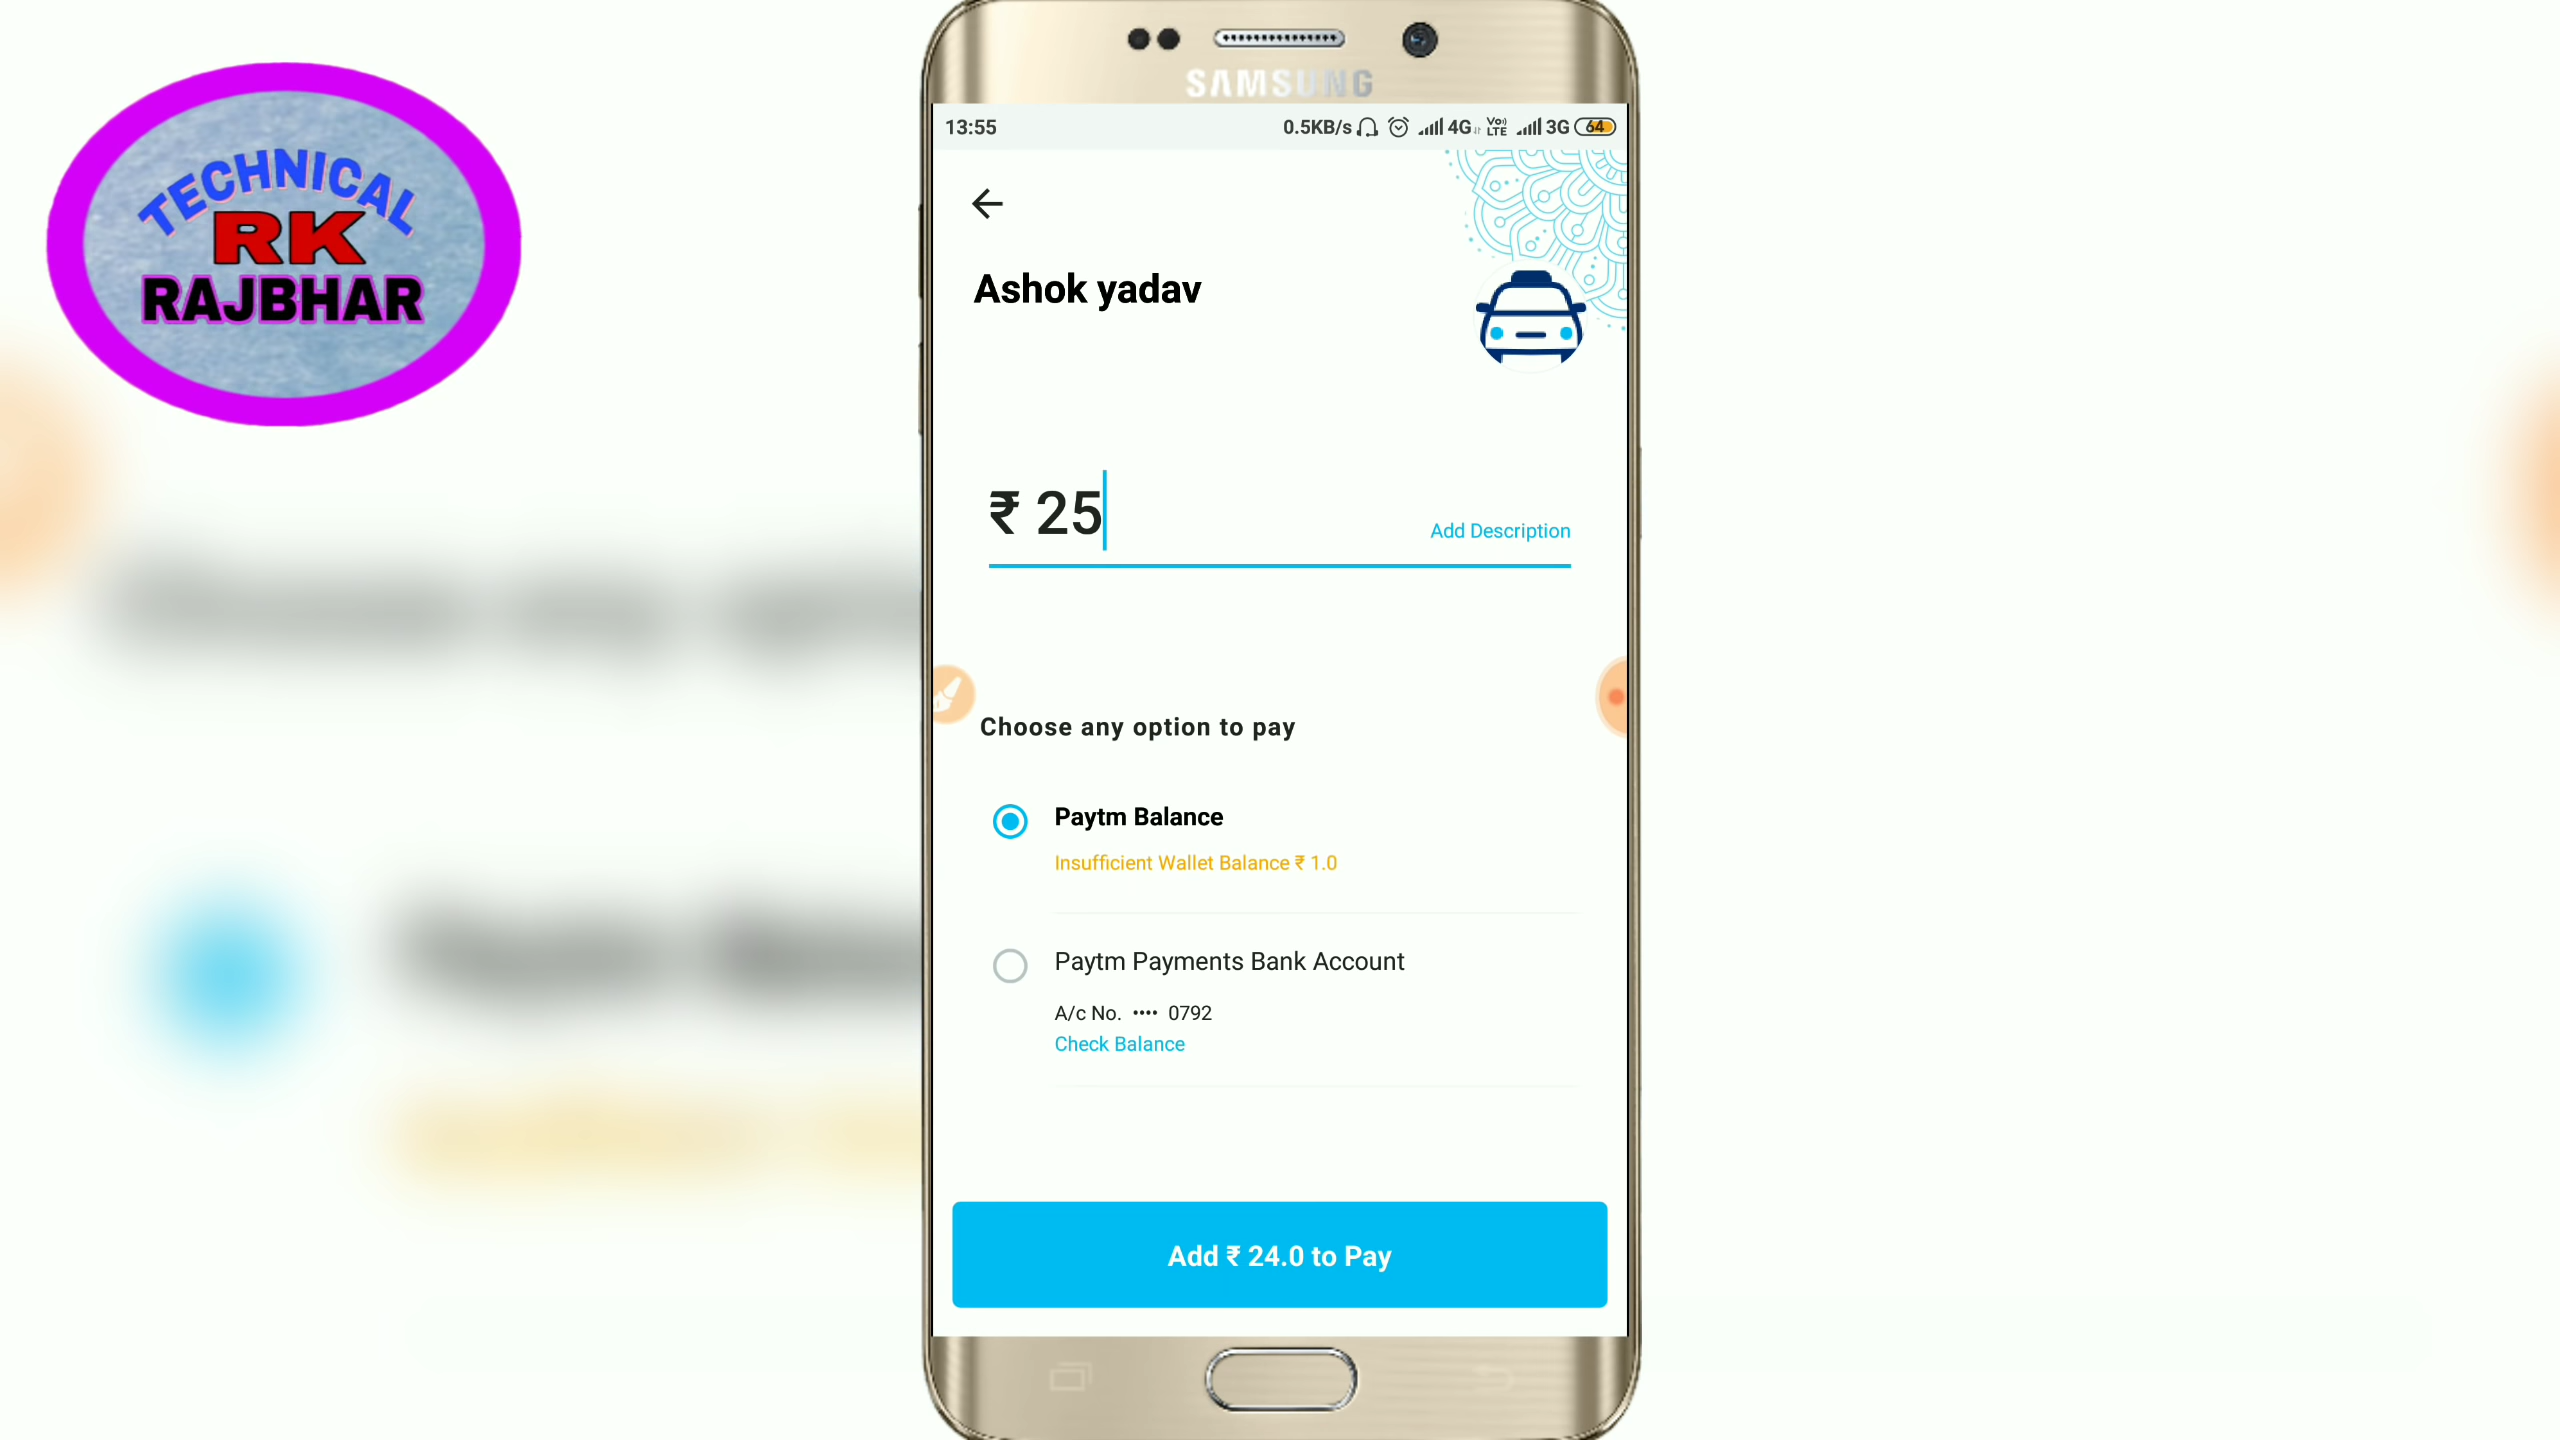 TECHNICAL
RK
RAJBHAR
SAMSUNG
13:55
0.5KB/s 4G Vo) LTE 3G 64
Ashok yadav
₹ 25
Add Description
Choose any option to pay
Paytm Balance
Insufficient Wallet Balance ₹ 1.0
Paytm Payments Bank Account
A/c No. •••• 0792
Check Balance
Add ₹ 24.0 to Pay